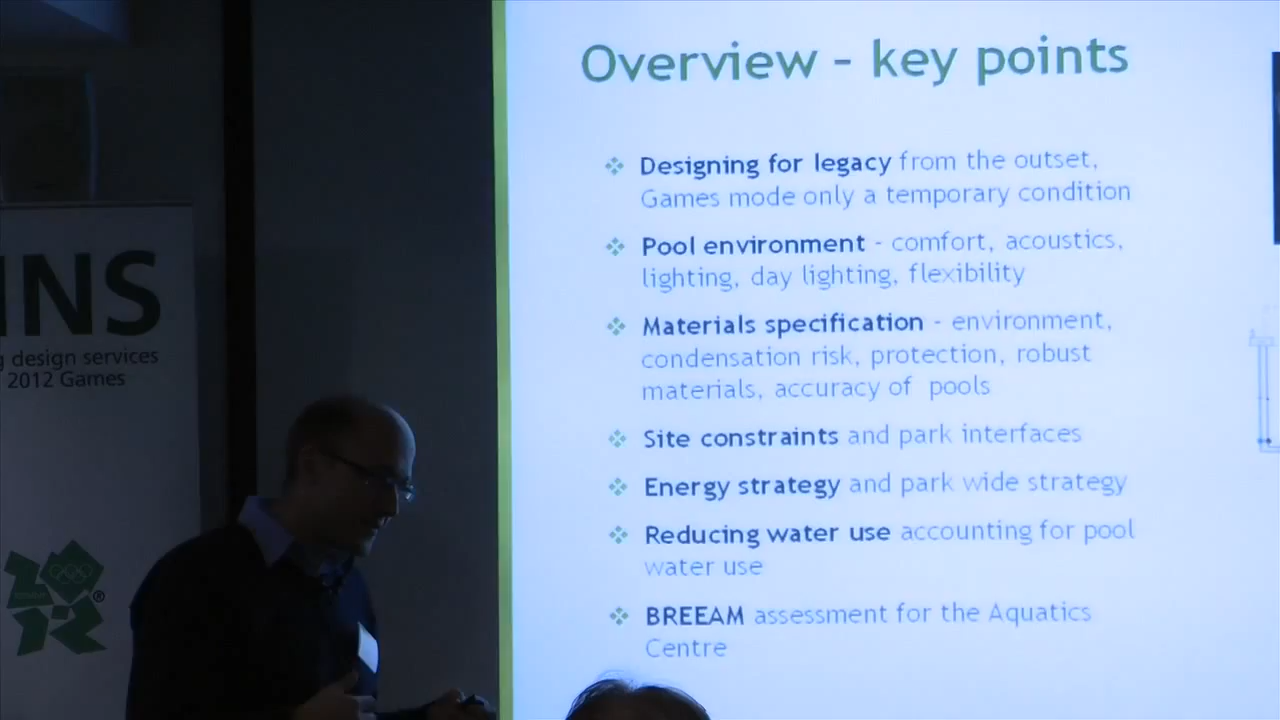 Overview - key points
Designing for legacy from the outset,
Games mode only a temporary condition
Pool environment - comfort, acoustics,
lighting, day lighting, flexibility
Materials specification - environment,
condensation risk, protection, robust
materials, accuracy of pools
Site constraints and park interfaces
Energy strategy and park wide strategy
Reducing water use accounting for pool
water use
BREEAM assessment for the Aquatics
Centre
design services
2012 Games